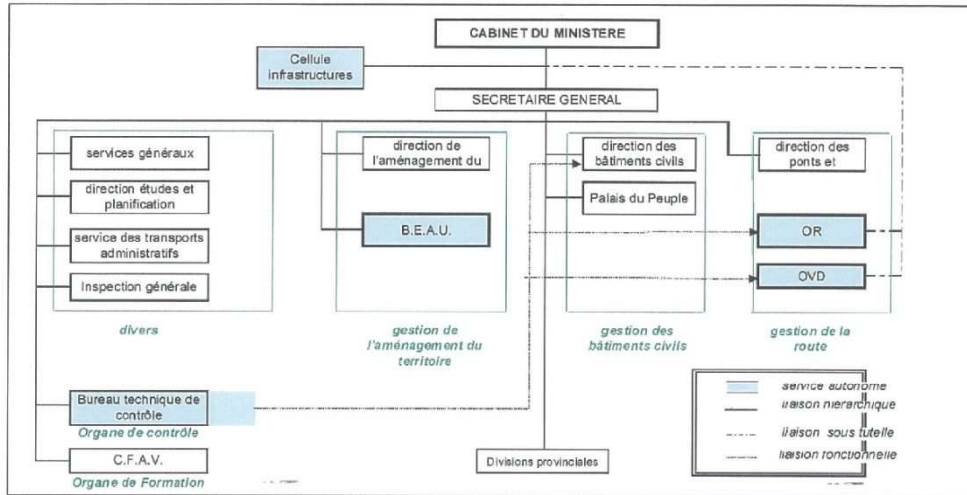 CABINET DU MINISTERE
Cellule
infrastructures
SECRETAIRE GENERAL
services généraux
direction études et
planification
service des transports
administratifs
Inspection générale
divers
direction de
l'aménagement du
B.E.A.U.
gestion de
l'aménagement du
territoire
direction des
bâtiments civils
Palais du Peuple
gestion des
bâtiments civils
direction des
ponts et
OR
OVD
gestion de la
route
Bureau technique de
contrôle
Organe de contrôle
C.F.A.V.
Organe de Formation
Divisions provinciales
service autonome
liaison hiérarchique
liaison sous tutelle
liaison fonctionnelle